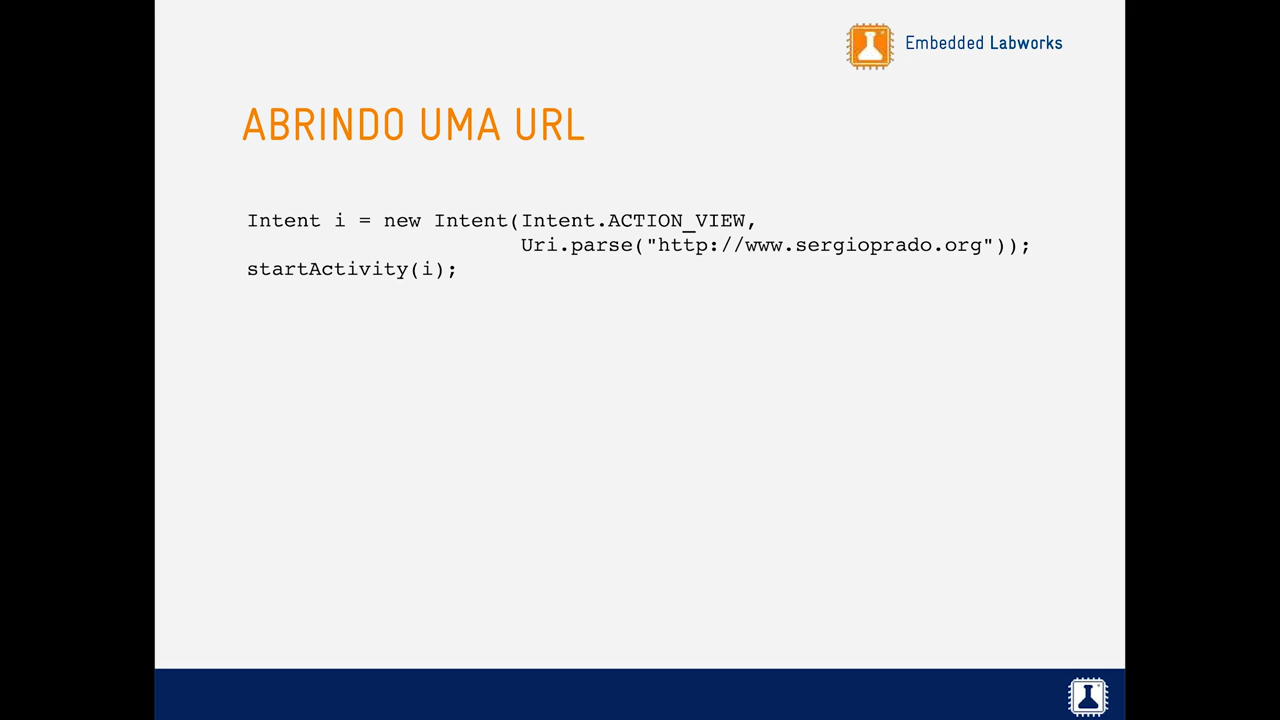 Embedded Labworks
ABRINDO UMA URL
Intent i = new Intent(Intent.ACTION_VIEW,
Uri.parse("http://www.sergioprado.org"));
startActivity(i);